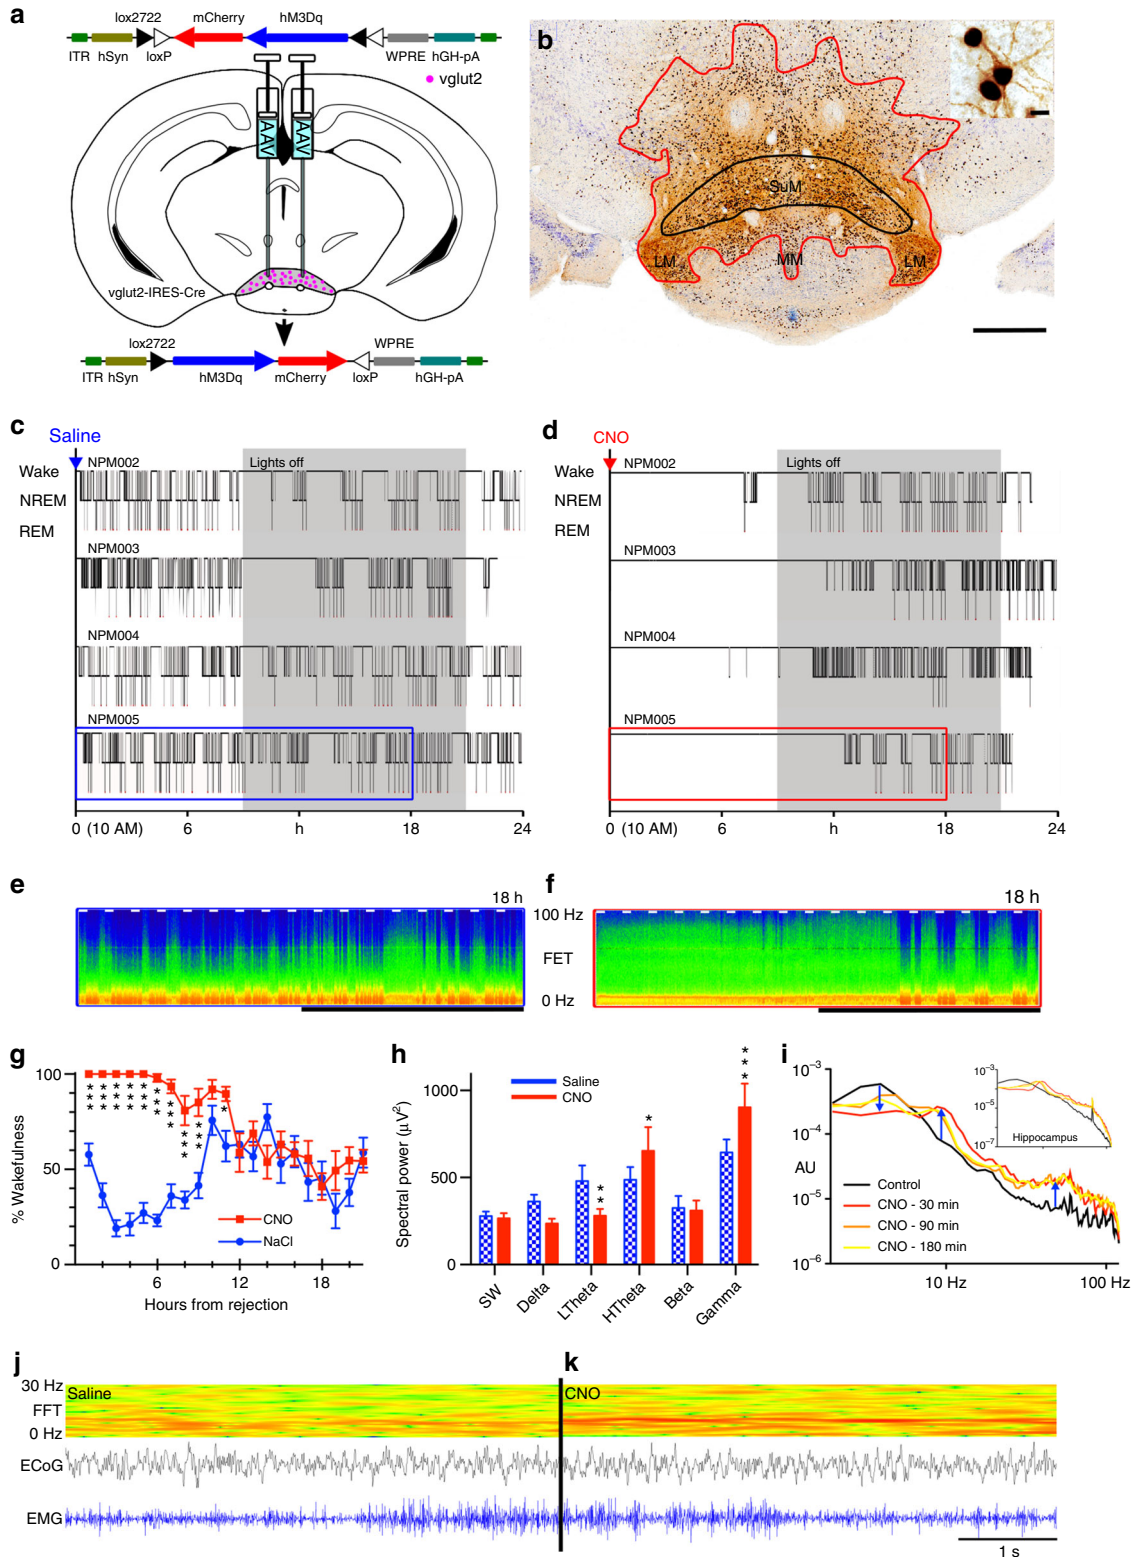 a
lox2722 mCherry hM3Dq
ITR hSyn loxP WPRE hGH-pA
vglut2
AAV AAV
vglut2-IRES-Cre
lox2722 WPRE
ITR hSyn hM3Dq mCherry loxP hGH-pA
b
SuM
LM MM LM
c
Saline
NPM002
Lights off
Wake
NREM
REM
NPM003
NPM004
NPM005
0 (10 AM) 6 h 18 24
d
CNO
NPM002
Lights off
Wake
NREM
REM
NPM003
NPM004
NPM005
0 (10 AM) 6 h 18 24
e
18 h
f
18 h
100 Hz
FET
0 Hz
g
100
50
0
% Wakefulness
***
***
***
***
***
***
***
***
***
*
CNO
NaCl
6 12 18
Hours from rejection
h
1000
500
0
Spectral power (μV²)
Saline
CNO
**
*
***
SW Delta LTheta HTheta Beta Gamma
i
10⁻³
10⁻⁴
AU
10⁻⁵
10⁻⁶
10⁻³
10⁻⁵
10⁻⁷
Hippocampus
Control
CNO - 30 min
CNO - 90 min
CNO - 180 min
10 Hz 100 Hz
j
30 Hz
FFT
0 Hz
Saline
k
CNO
ECoG
EMG
1 s